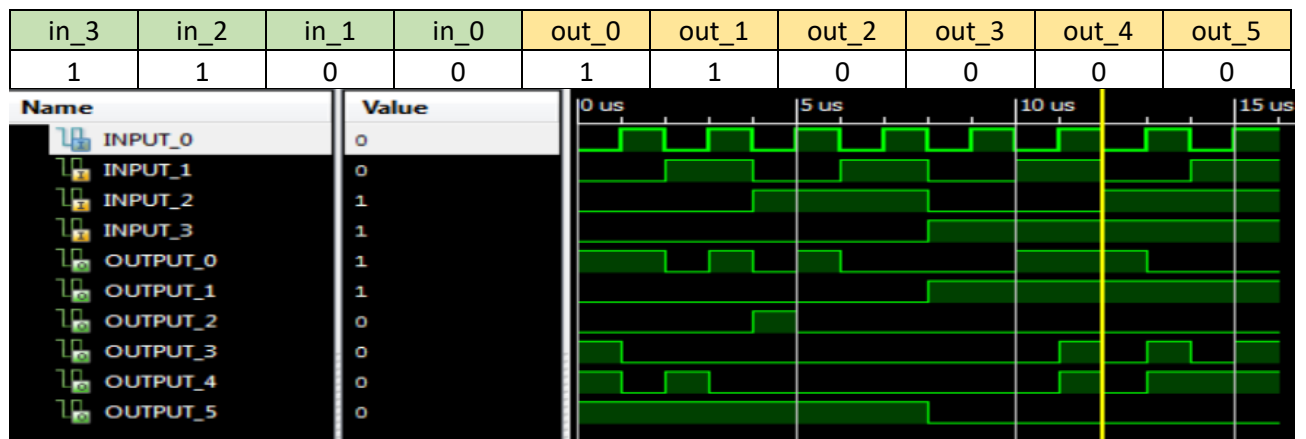 in_3 in_2 in_1 in_0 out_0 out_1 out_2 out_3 out_4 out_5
1 1 0 0 1 1 0 0 0 0
Name Value 0 us 5 us 10 us 15 us
INPUT_0 0
INPUT_1 0
INPUT_2 1
INPUT_3 1
OUTPUT_0 1
OUTPUT_1 1
OUTPUT_2 0
OUTPUT_3 0
OUTPUT_4 0
OUTPUT_5 0